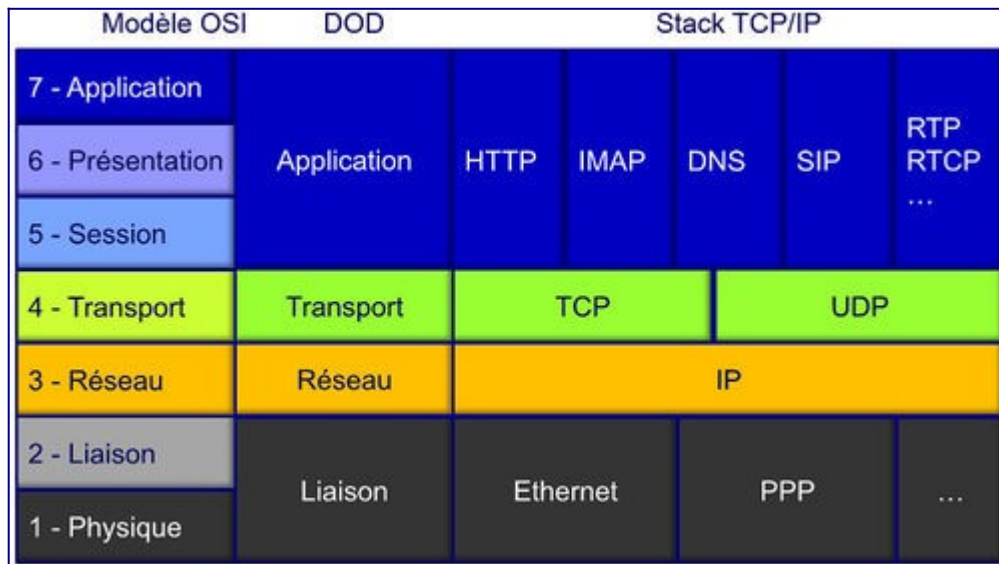 Modèle OSI DOD Stack TCP/IP
7 - Application
6 - Présentation
5 - Session
Application HTTP IMAP DNS SIP
RTP
RTCP
...
4 - Transport Transport TCP UDP
3 - Réseau Réseau IP
2 - Liaison
1 - Physique
Liaison Ethernet PPP ...